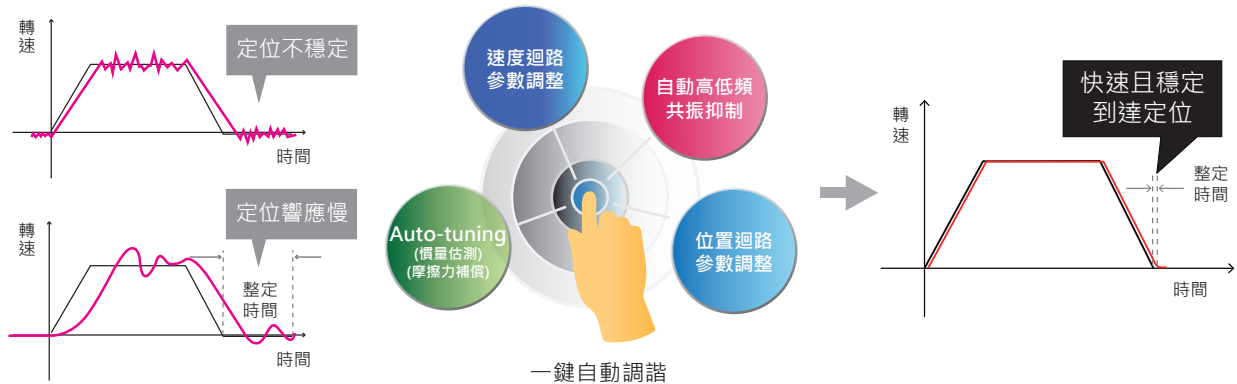 轉
速
定位不穩定
時間
轉
速
定位響應慢
整定
時間
時間
速度迴路
參數調整
自動高低頻
共振抑制
Auto-tuning
(慣量估測)
(摩擦力補償)
位置迴路
參數調整
一鍵自動調諧
快速且穩定
到達定位
轉
速
整定
時間
時間